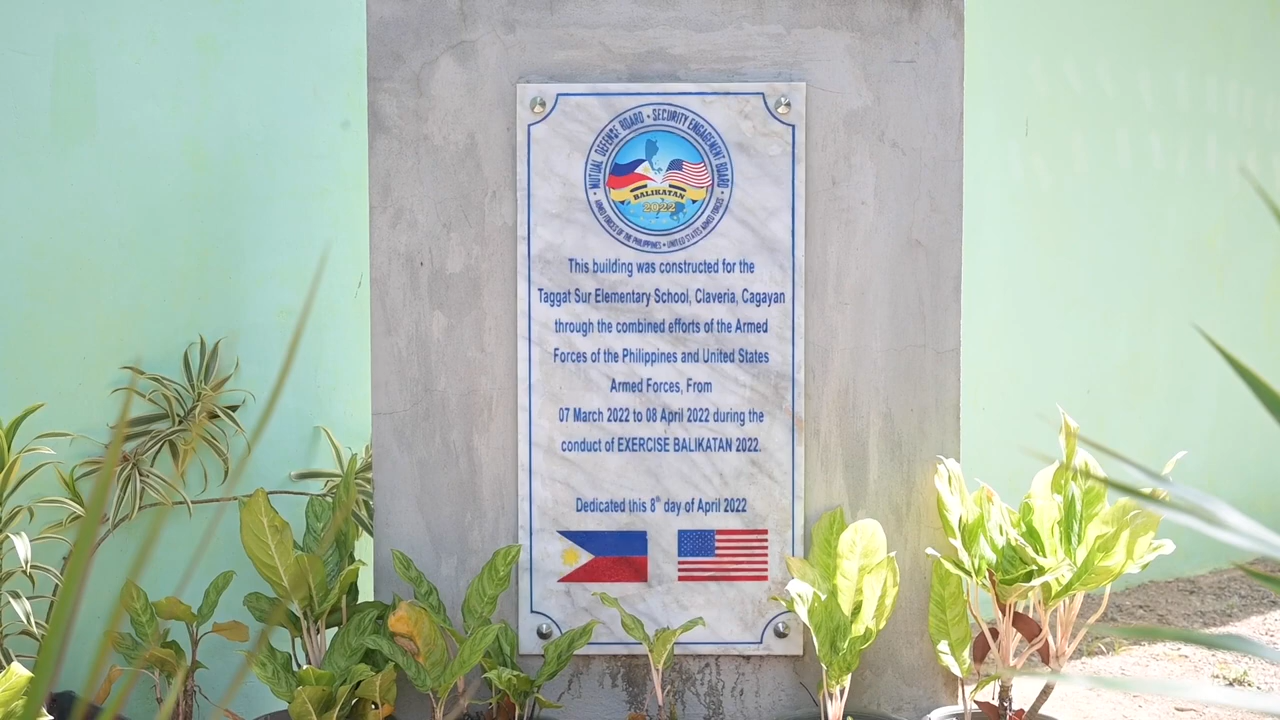 MUTUAL DEFENSE BOARD • SECURITY ENGAGEMENT BOARD
BALIKATAN
2022
ARMED FORCES OF THE PHILIPPINES • UNITED STATES ARMED FORCES
This building was constructed for the
Taggat Sur Elementary School, Claveria, Cagayan
through the combined efforts of the Armed
Forces of the Philippines and United States
Armed Forces, From
07 March 2022 to 08 April 2022 during the
conduct of EXERCISE BALIKATAN 2022.
Dedicated this 8th day of April 2022